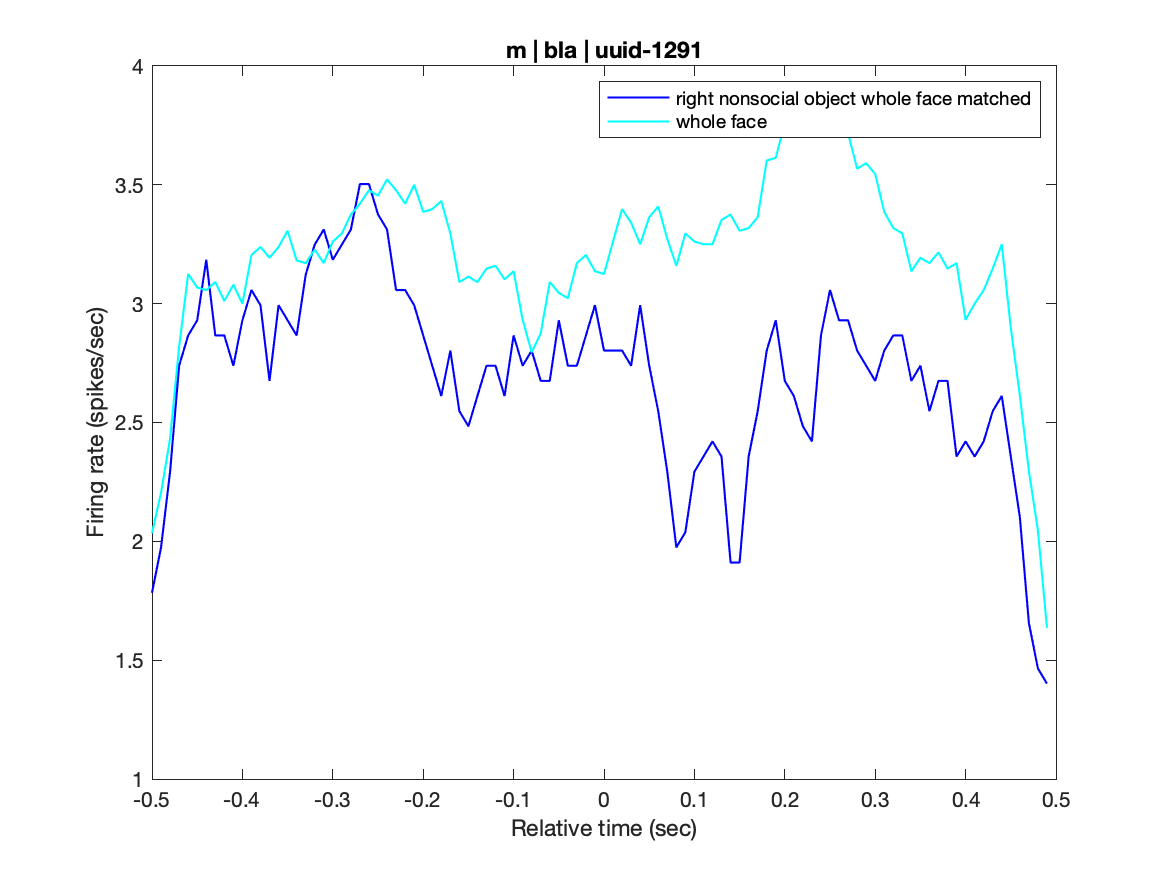 m | bla | uuid-1291
right nonsocial object whole face matched
whole face
Firing rate (spikes/sec)
4
3.5
3
2.5
2
1.5
1
-0.5 -0.4 -0.3 -0.2 -0.1 0 0.1 0.2 0.3 0.4 0.5
Relative time (sec)